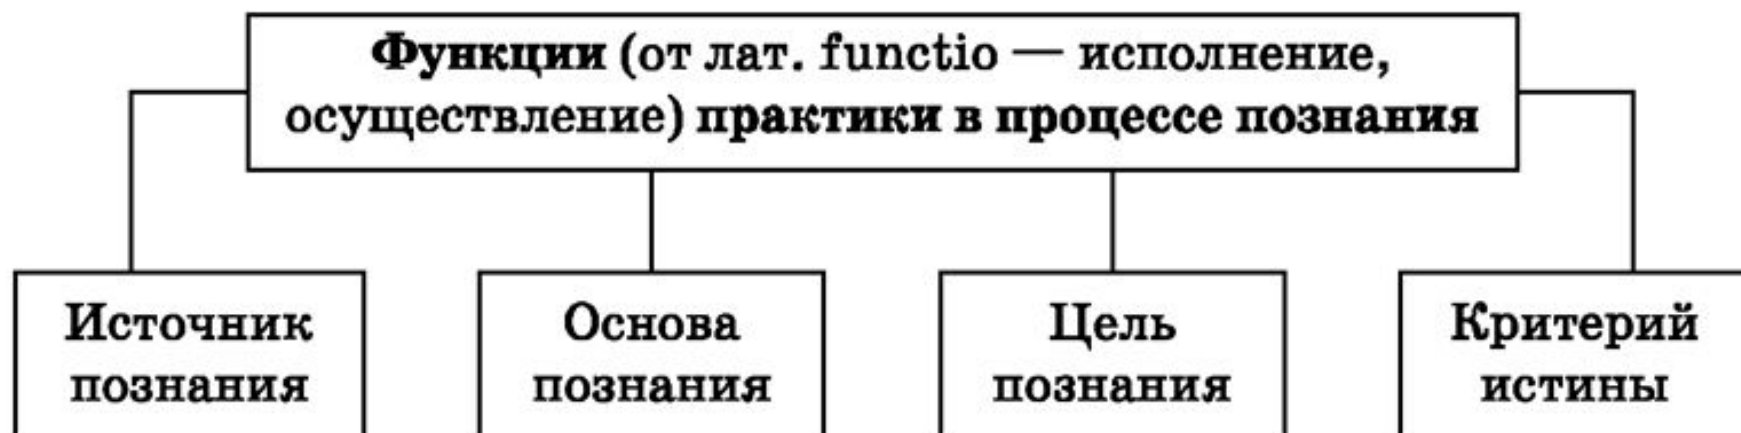 Функции (от лат. functio — исполнение,
осуществление) практики в процессе познания
Источник
познания
Основа
познания
Цель
познания
Критерий
истины